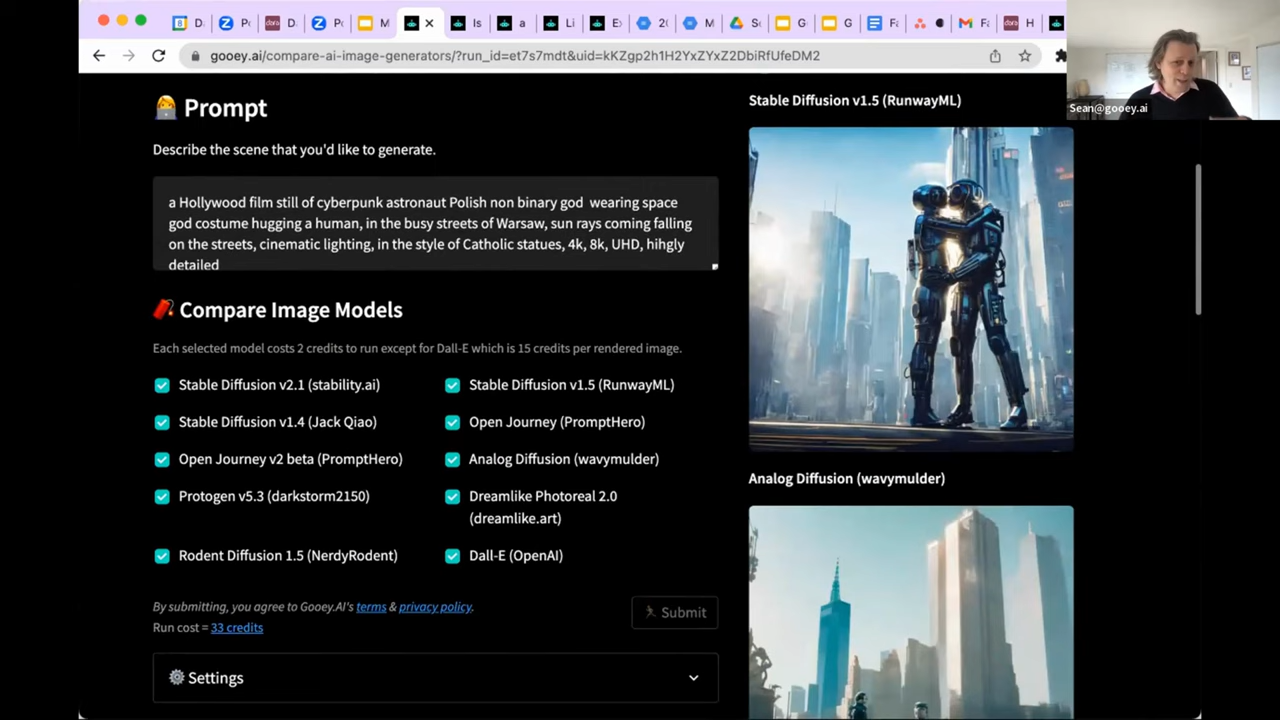 gooey.ai/compare-ai-image-generators/?run_id=et7s7mdt&uid=kKZgp2h1H2YxZYxZ2DbiRfUfeDM2
Sean@gooey.ai
Prompt
Describe the scene that you'd like to generate.
a Hollywood film still of cyberpunk astronaut Polish non binary god wearing space
god costume hugging a human, in the busy streets of Warsaw, sun rays coming falling
on the streets, cinematic lighting, in the style of Catholic statues, 4k, 8k, UHD, hihgly
detailed
Compare Image Models
Each selected model costs 2 credits to run except for Dall-E which is 15 credits per rendered image.
Stable Diffusion v2.1 (stability.ai)
Stable Diffusion v1.5 (RunwayML)
Stable Diffusion v1.4 (Jack Qiao)
Open Journey (PromptHero)
Open Journey v2 beta (PromptHero)
Analog Diffusion (wavymulder)
Protogen v5.3 (darkstorm2150)
Dreamlike Photoreal 2.0
(dreamlike.art)
Rodent Diffusion 1.5 (NerdyRodent)
Dall-E (OpenAI)
By submitting, you agree to Gooey.AI's terms & privacy policy.
Run cost = 33 credits
Submit
Settings
Stable Diffusion v1.5 (RunwayML)
Analog Diffusion (wavymulder)